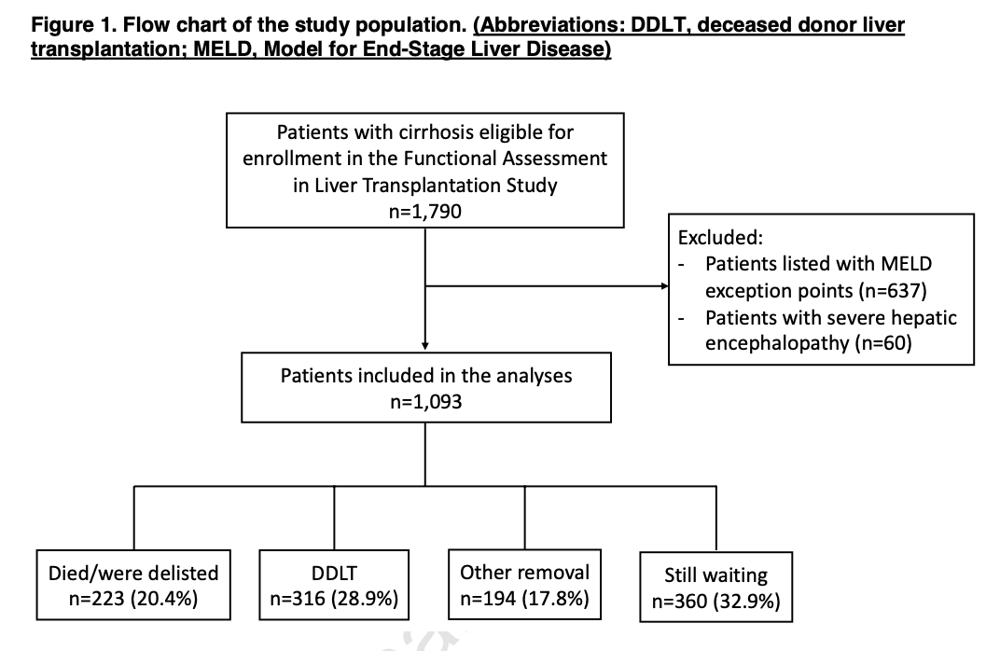 Figure 1. Flow chart of the study population. (Abbreviations: DDLT, deceased donor liver
transplantation; MELD, Model for End-Stage Liver Disease)
Patients with cirrhosis eligible for
enrollment in the Functional Assessment
in Liver Transplantation Study
n=1,790
Excluded:
- Patients listed with MELD
exception points (n=637)
- Patients with severe hepatic
encephalopathy (n=60)
Patients included in the analyses
n=1,093
Died/were delisted
n=223 (20.4%)
DDLT
n=316 (28.9%)
Other removal
n=194 (17.8%)
Still waiting
n=360 (32.9%)